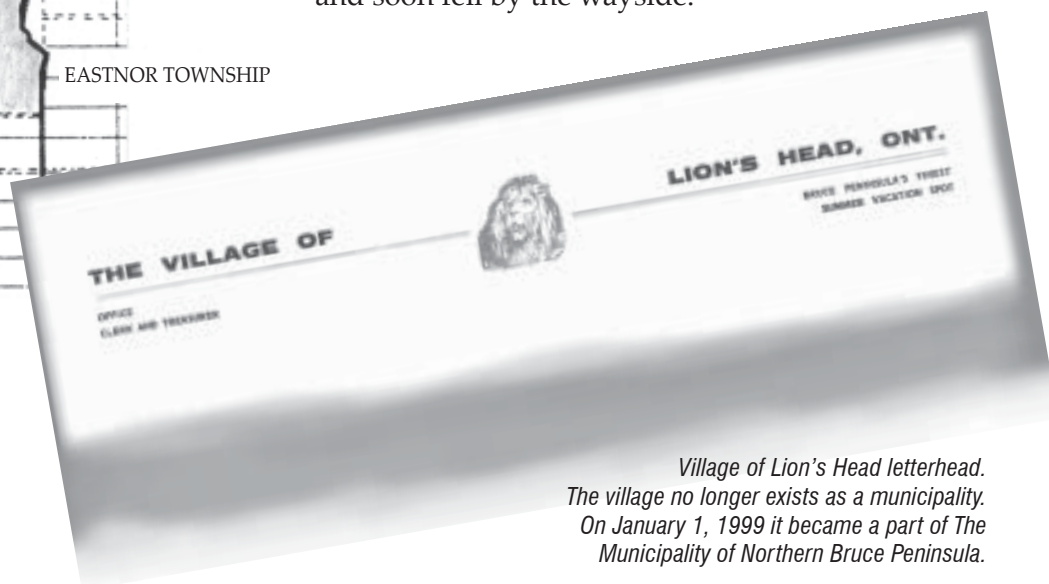 and soon fell by the wayside.
EASTNOR TOWNSHIP
THE VILLAGE OF
LION'S HEAD, ONT.
BRUCE PENINSULA'S FINEST
SUMMER VACATION SPOT
OFFICE
CLERK AND TREASURER
Village of Lion’s Head letterhead.
The village no longer exists as a municipality.
On January 1, 1999 it became a part of The
Municipality of Northern Bruce Peninsula.